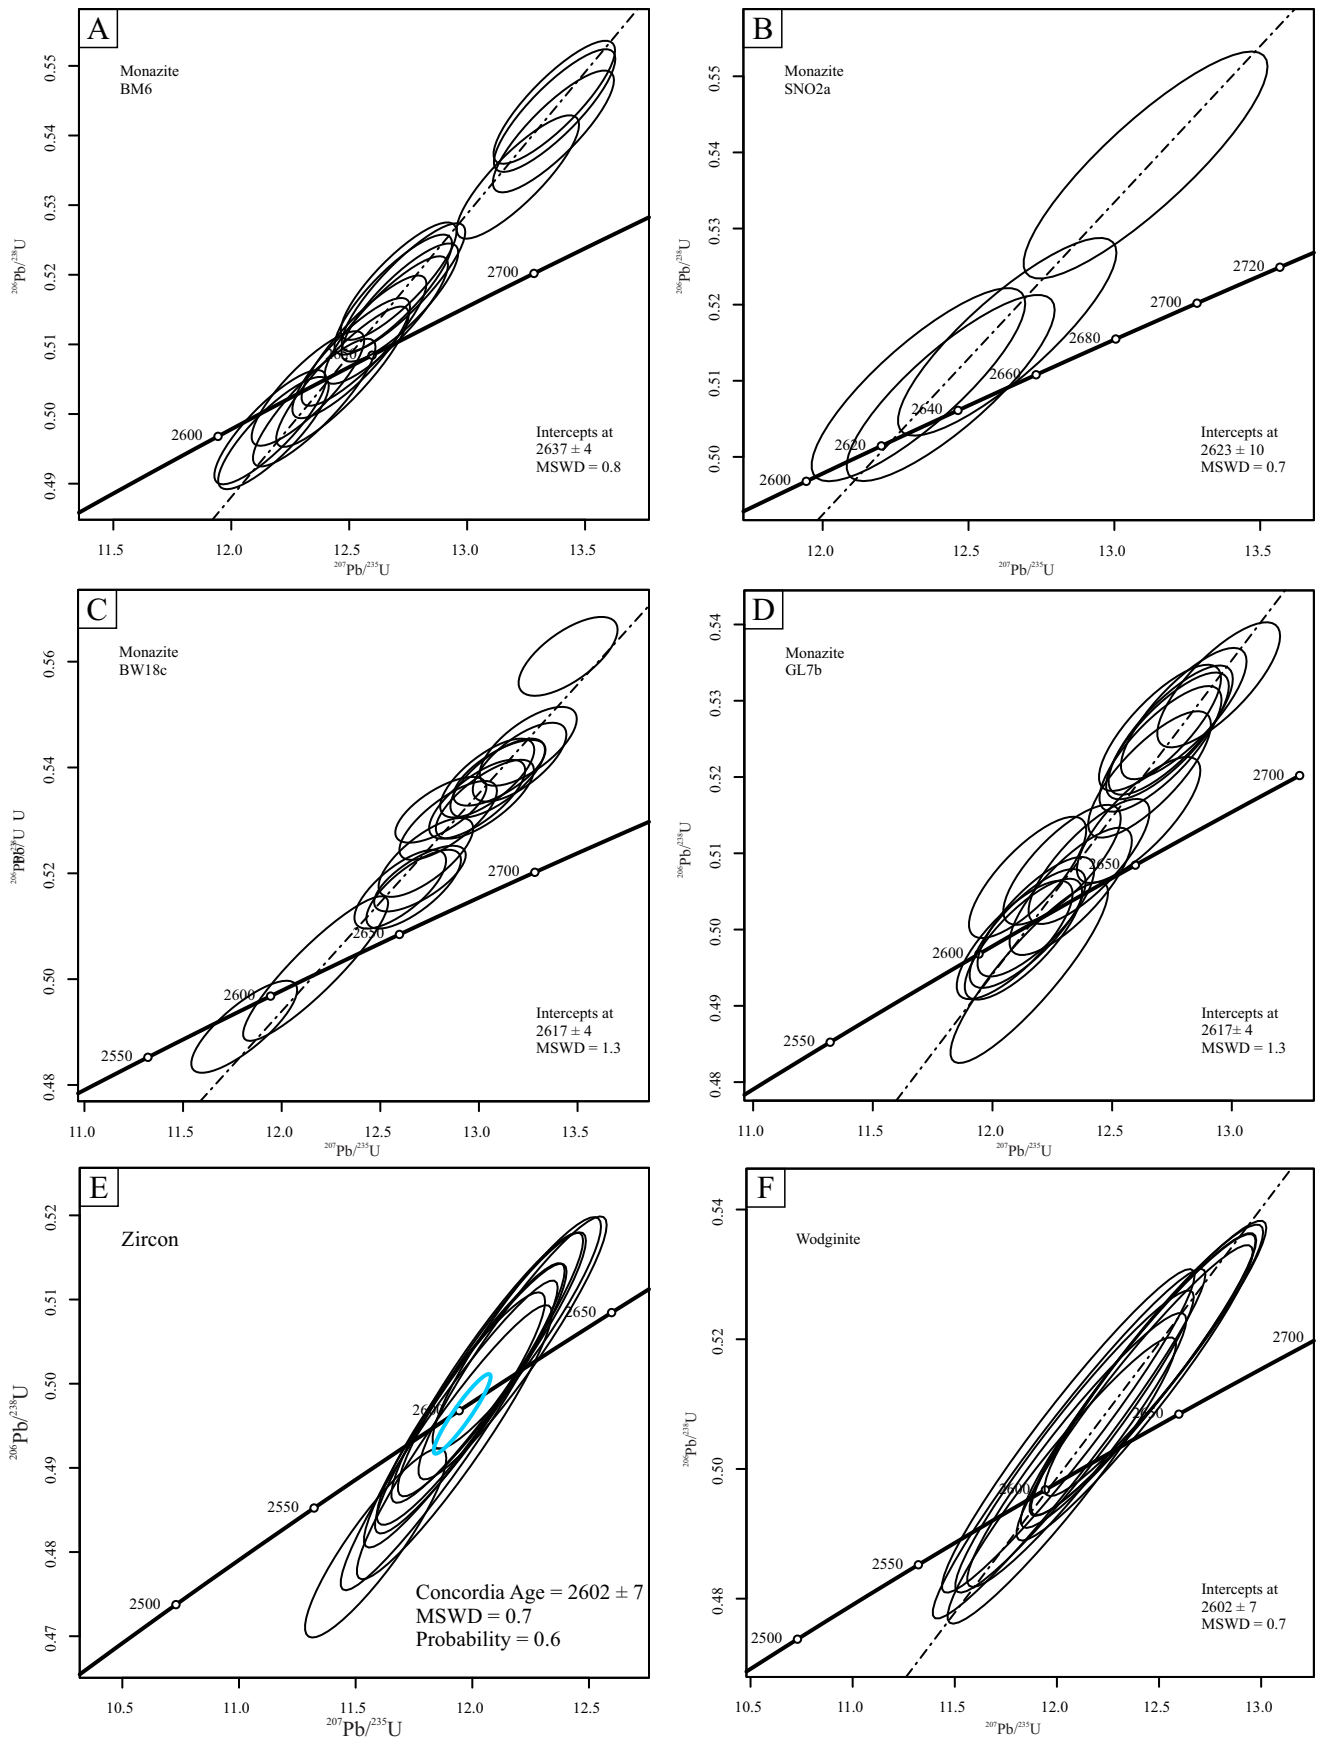 A
Monazite
BM6
0.55
0.54
0.53
0.52
0.51
0.50
0.49
²⁰⁶Pb/²³⁸U
2600
2700
Intercepts at
2637 ± 4
MSWD = 0.8
11.5 12.0 12.5 13.0 13.5
²⁰⁷Pb/²³⁵U
B
Monazite
SNO2a
0.55
0.54
0.53
0.52
0.51
0.50
²⁰⁶Pb/²³⁸U
2600
2620
2640
2660
2680
2700
2720
Intercepts at
2623 ± 10
MSWD = 0.7
12.0 12.5 13.0 13.5
²⁰⁷Pb/²³⁵U
C
Monazite
BW18c
0.56
0.54
0.52
0.50
0.48
2550
2600
2650
2700
Intercepts at
2617 ± 4
MSWD = 1.3
11.0 11.5 12.0 12.5 13.0 13.5
²⁰⁷Pb/²³⁵U
D
Monazite
GL7b
0.54
0.53
0.52
0.51
0.50
0.49
0.48
²⁰⁶Pb/²³⁸U
2550
2600
2650
2700
Intercepts at
2617± 4
MSWD = 1.3
11.0 11.5 12.0 12.5 13.0
²⁰⁷Pb/²³⁵U
E
Zircon
0.52
0.51
0.50
0.49
0.48
0.47
²⁰⁶Pb/²³⁸U
2500
2550
2600
2650
Concordia Age = 2602 ± 7
MSWD = 0.7
Probability = 0.6
10.5 11.0 11.5 12.0 12.5
²⁰⁷Pb/²³⁵U
F
Wodginite
0.54
0.52
0.50
0.48
²⁰⁶Pb/²³⁸U
2500
2550
2600
2650
2700
Intercepts at
2602 ± 7
MSWD = 0.7
10.5 11.0 11.5 12.0 12.5 13.0
²⁰⁷Pb/²³⁵U